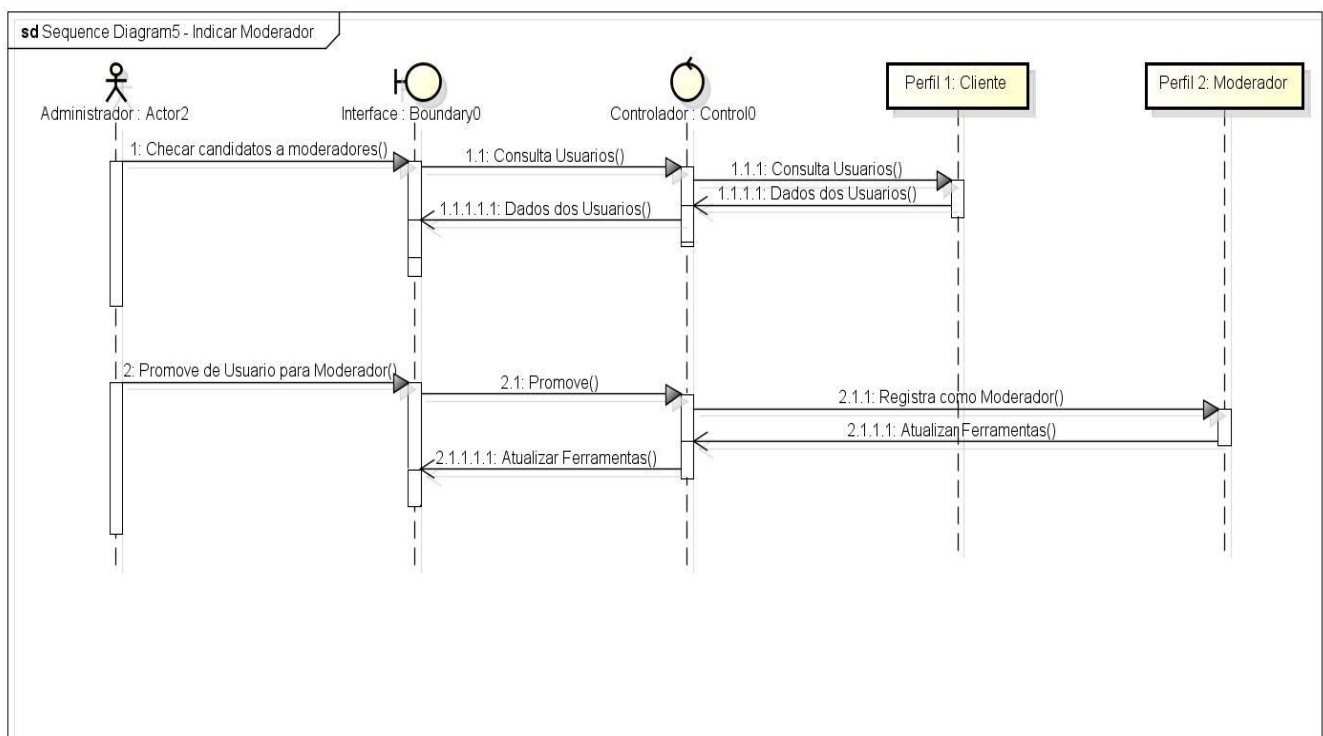 sd Sequence Diagram5 - Indicar Moderador
Administrador : Actor2
Interface : Boundary0
Controlador : Control0
Perfil 1: Cliente
Perfil 2: Moderador
1: Checar candidatos a moderadores()
1.1: Consulta Usuarios()
1.1.1: Consulta Usuarios()
1.1.1.1: Dados dos Usuarios()
1.1.1.1.1: Dados dos Usuarios()
2: Promove de Usuario para Moderador()
2.1: Promove()
2.1.1: Registra como Moderador()
2.1.1.1: Atualizar Ferramentas()
2.1.1.1.1: Atualizar Ferramentas()